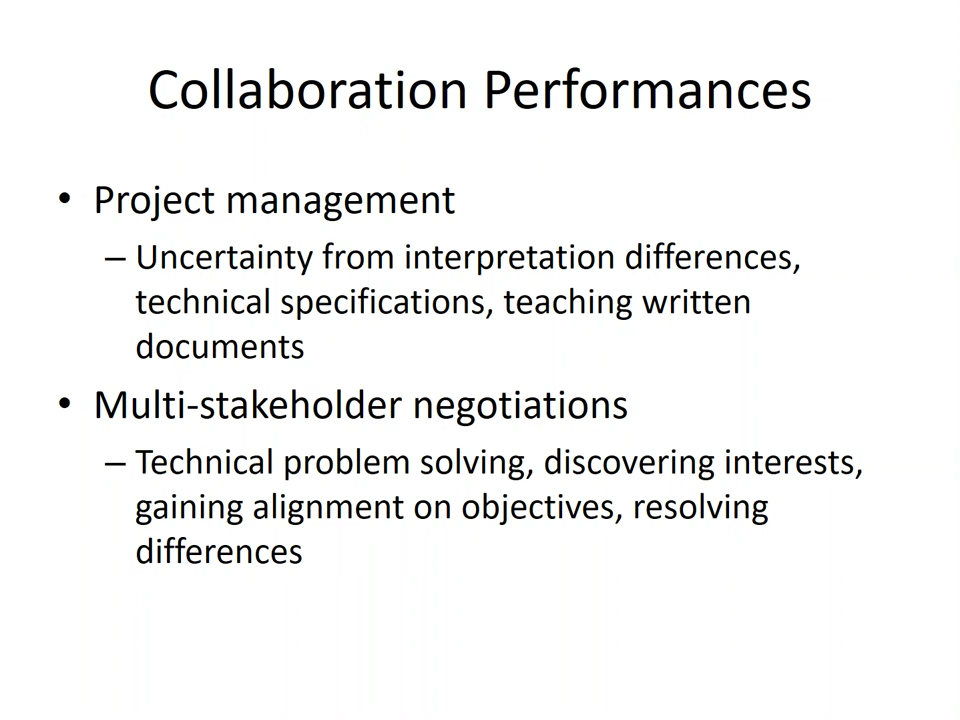 Collaboration Performances
• Project management
– Uncertainty from interpretation differences,
technical specifications, teaching written
documents
• Multi-stakeholder negotiations
– Technical problem solving, discovering interests,
gaining alignment on objectives, resolving
differences